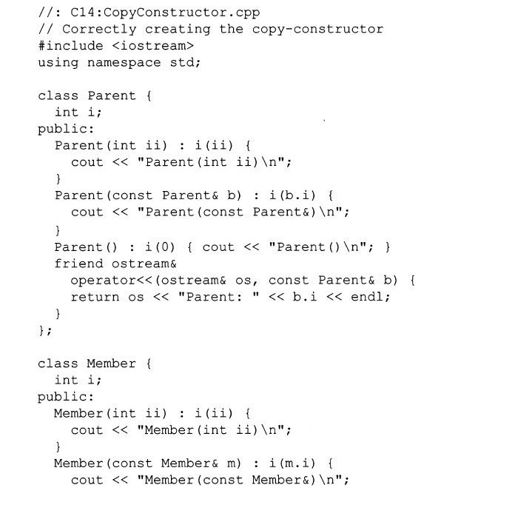 //: C14:CopyConstructor.cpp
// Correctly creating the copy-constructor
#include <iostream>
using namespace std;

class Parent {
  int i;
public:
  Parent(int ii) : i(ii) {
    cout << "Parent(int ii)\n";
  }
  Parent(const Parent& b) : i(b.i) {
    cout << "Parent(const Parent&)\n";
  }
  Parent() : i(0) { cout << "Parent()\n"; }
  friend ostream&
    operator<<(ostream& os, const Parent& b) {
    return os << "Parent: " << b.i << endl;
  }
};

class Member {
  int i;
public:
  Member(int ii) : i(ii) {
    cout << "Member(int ii)\n";
  }
  Member(const Member& m) : i(m.i) {
    cout << "Member(const Member&)\n";